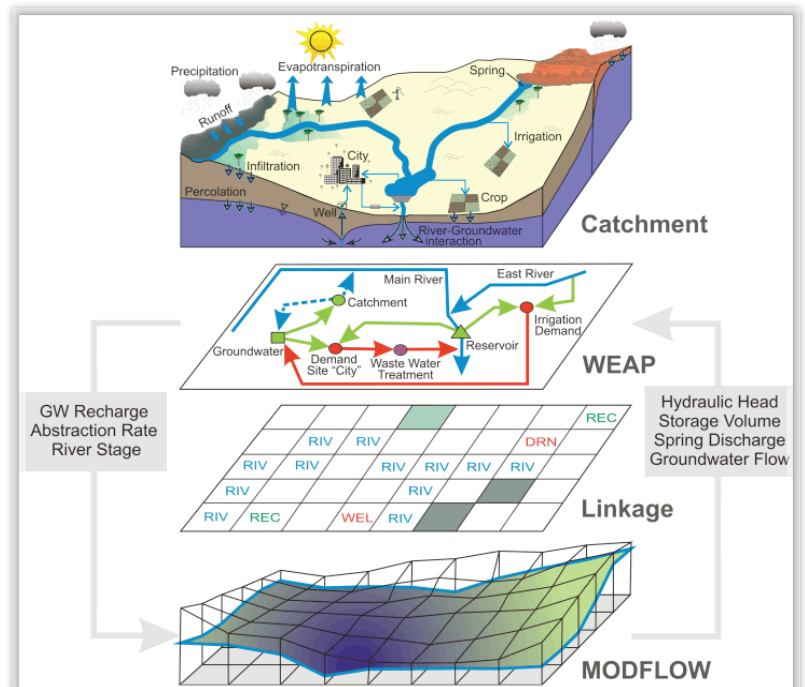 Precipitation
Evapotranspiration
Spring
Runoff
Irrigation
City
Infiltration
Crop
Percolation
Well
River-Groundwater
interaction
Catchment
East River
Main River
Catchment
Irrigation
Demand
Groundwater
Reservoir
Demand
Site "City"
Waste Water
Treatment
WEAP
GW Recharge
Abstraction Rate
River Stage
Hydraulic Head
Storage Volume
Spring Discharge
Groundwater Flow
REC
RIV RIV DRN
RIV RIV RIV RIV RIV RIV
RIV RIV
RIV REC WEL RIV
Linkage
MODFLOW